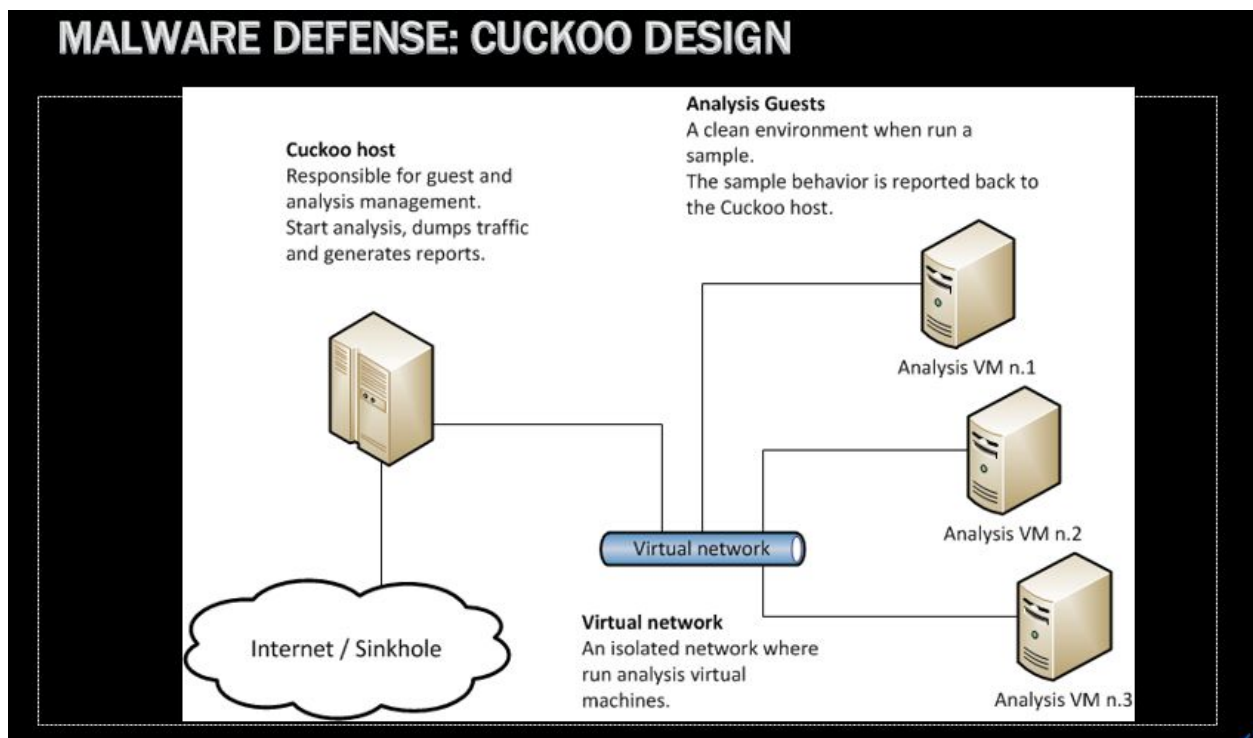 MALWARE DEFENSE: CUCKOO DESIGN
Cuckoo host
Responsible for guest and
analysis management.
Start analysis, dumps traffic
and generates reports.
Analysis Guests
A clean environment when run a
sample.
The sample behavior is reported back to
the Cuckoo host.
Analysis VM n.1
Analysis VM n.2
Virtual network
Analysis VM n.3
Internet / Sinkhole
Virtual network
An isolated network where
run analysis virtual
machines.